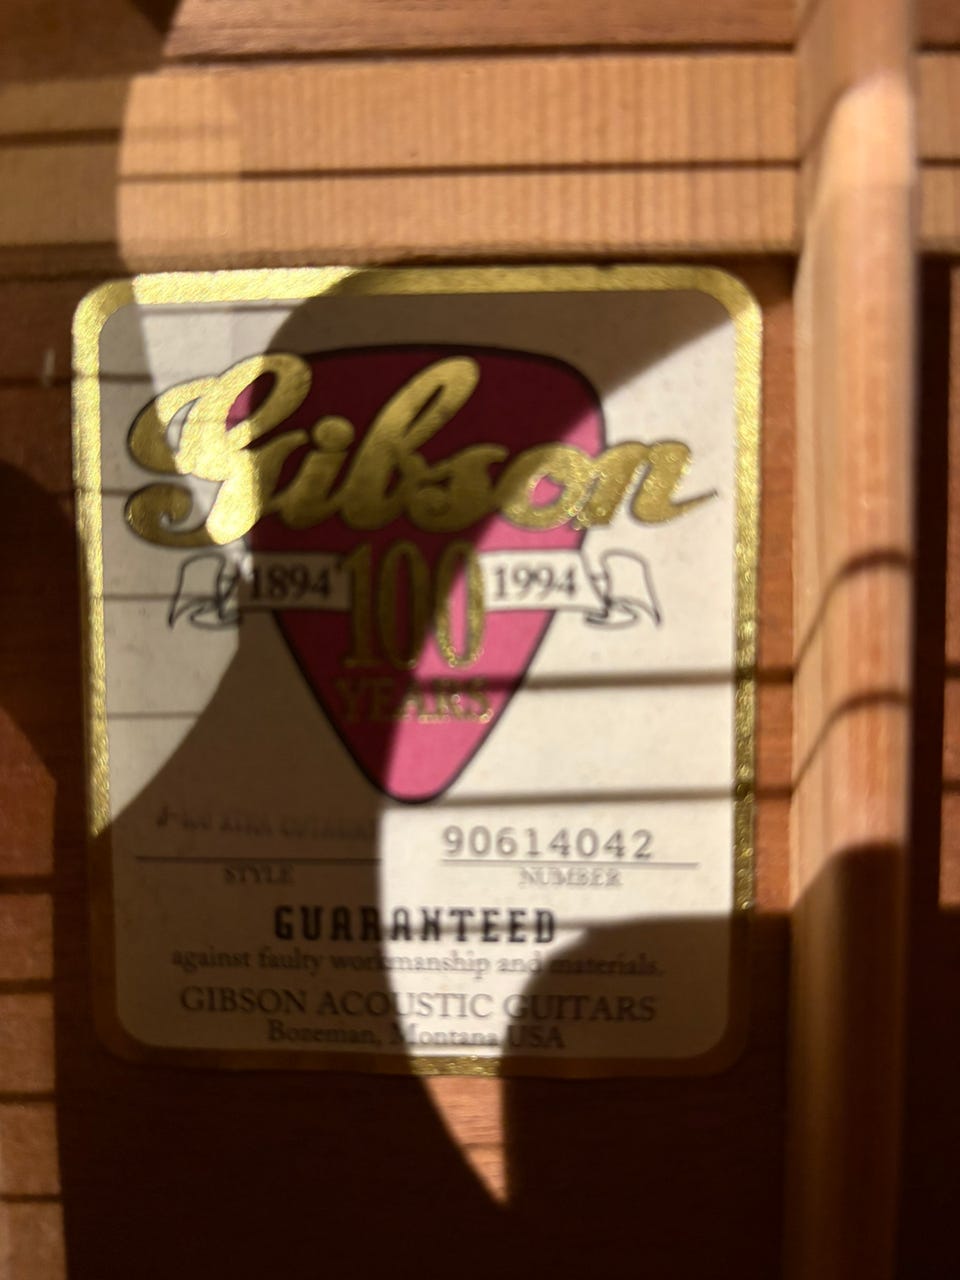 Gibson
1894 100 1994
YEARS
90614042
STYLE NUMBER
GUARANTEED
against faulty workmanship and materials.
GIBSON ACOUSTIC GUITARS
Bozeman, Montana USA